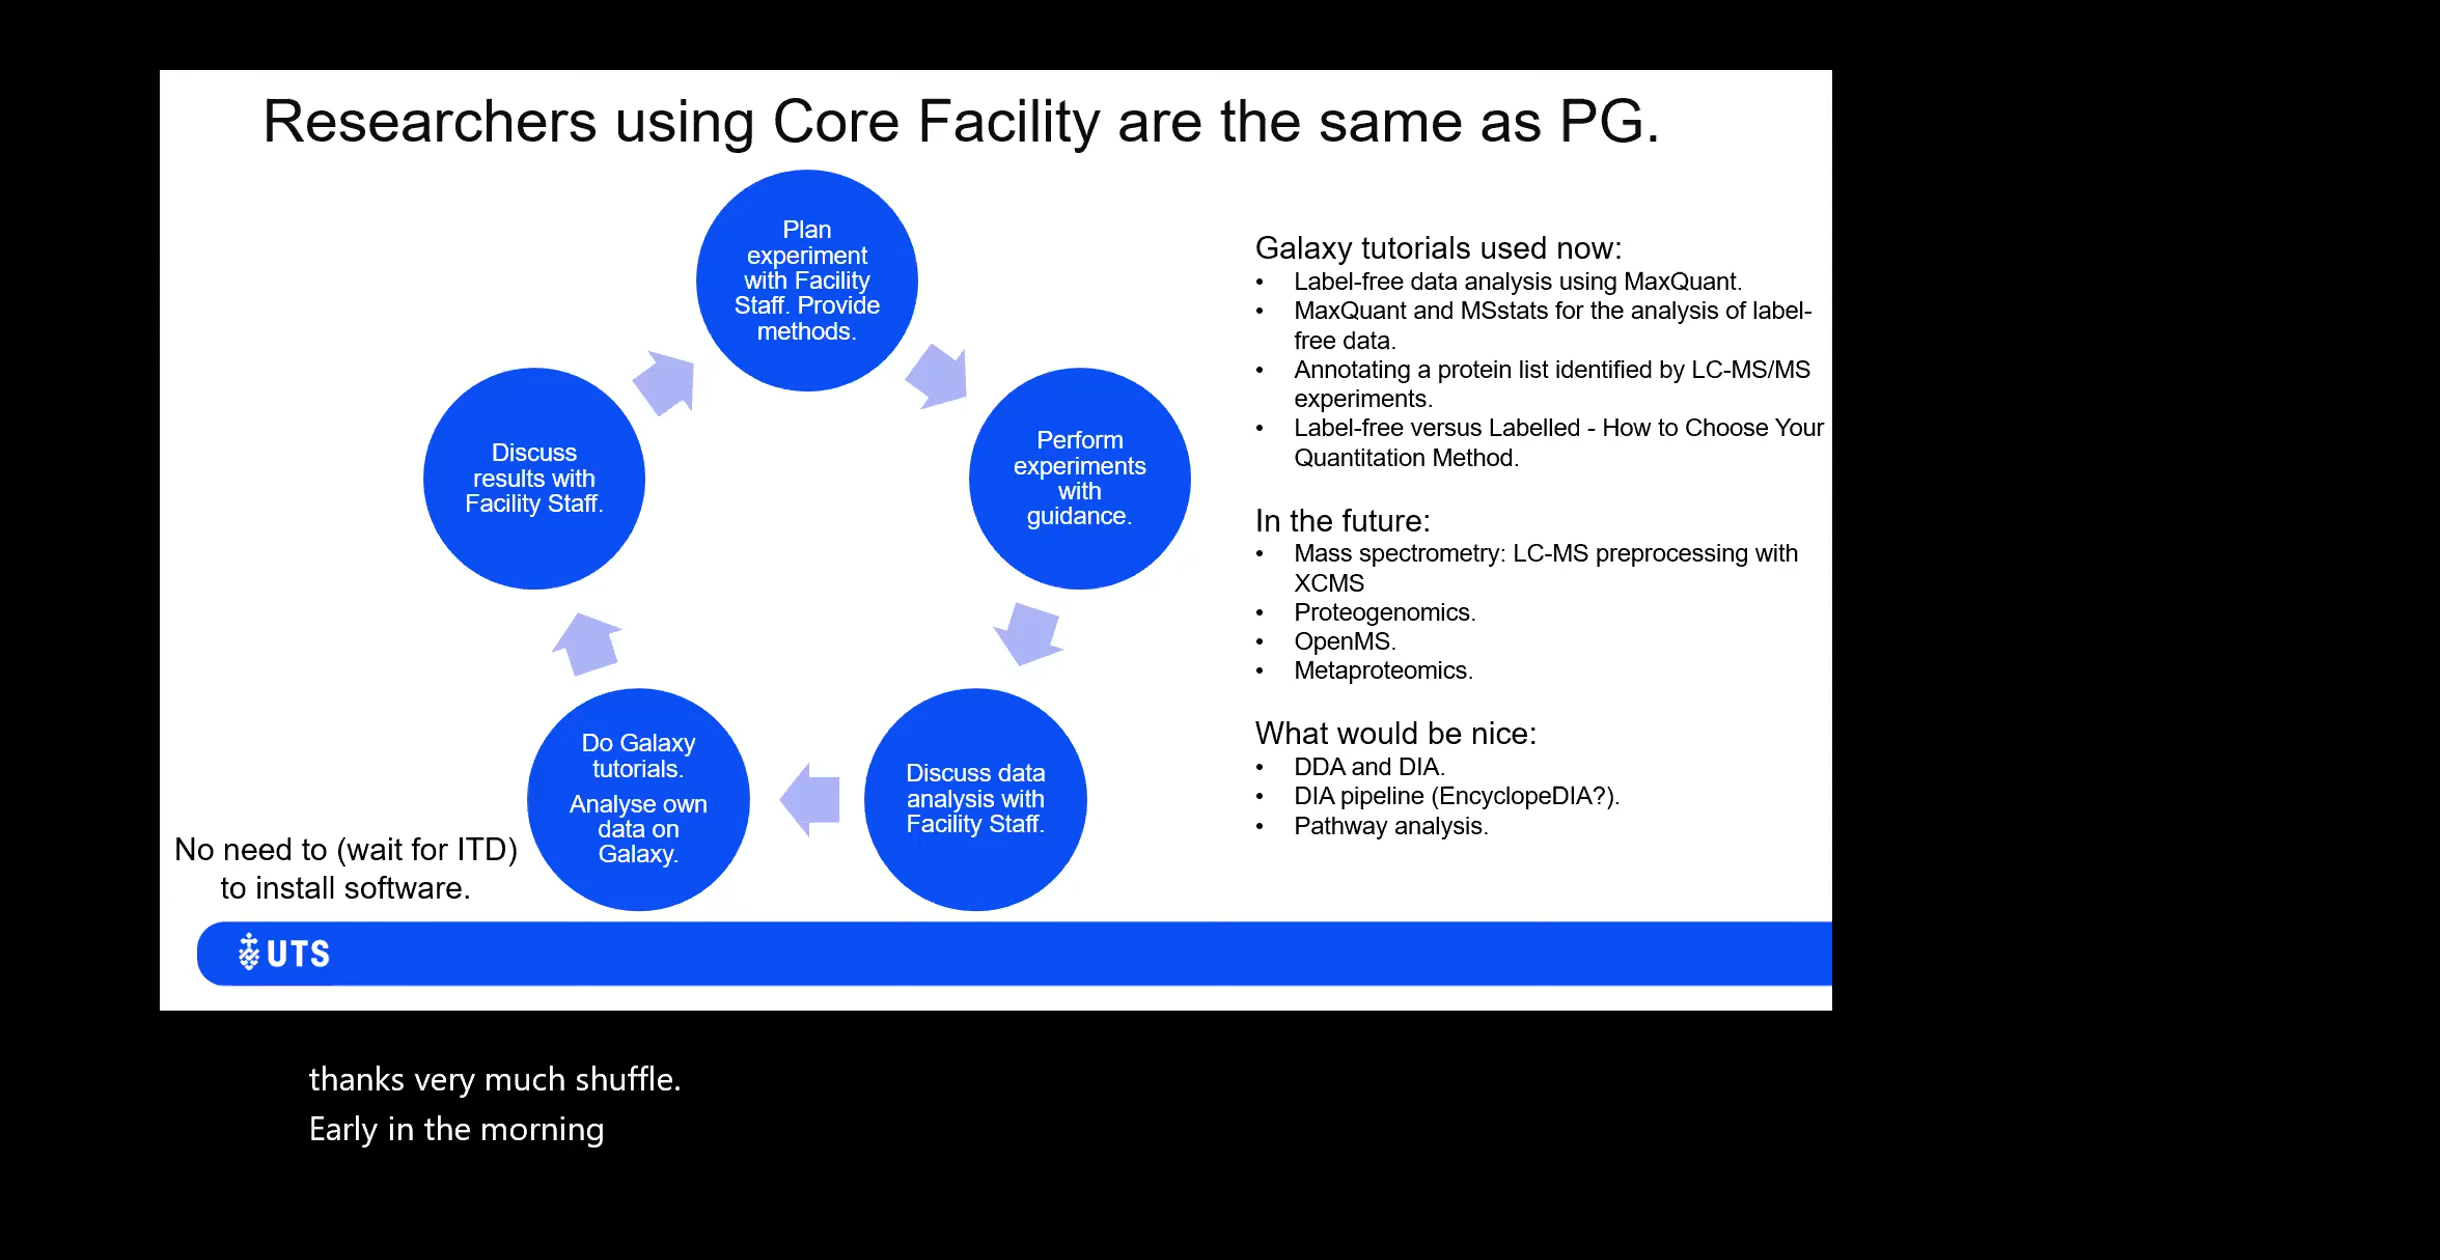 Researchers using Core Facility are the same as PG.
Plan
experiment
with Facility
Staff. Provide
methods.
Perform
experiments
with
guidance.
Discuss data
analysis with
Facility Staff.
Do Galaxy
tutorials.
Analyse own
data on
Galaxy.
Discuss
results with
Facility Staff.
No need to (wait for ITD)
to install software.
Galaxy tutorials used now:
• Label-free data analysis using MaxQuant.
• MaxQuant and MSstats for the analysis of label-
free data.
• Annotating a protein list identified by LC-MS/MS
experiments.
• Label-free versus Labelled - How to Choose Your
Quantitation Method.
In the future:
• Mass spectrometry: LC-MS preprocessing with
XCMS
• Proteogenomics.
• OpenMS.
• Metaproteomics.
What would be nice:
• DDA and DIA.
• DIA pipeline (EncyclopeDIA?).
• Pathway analysis.
UTS
thanks very much shuffle.
Early in the morning